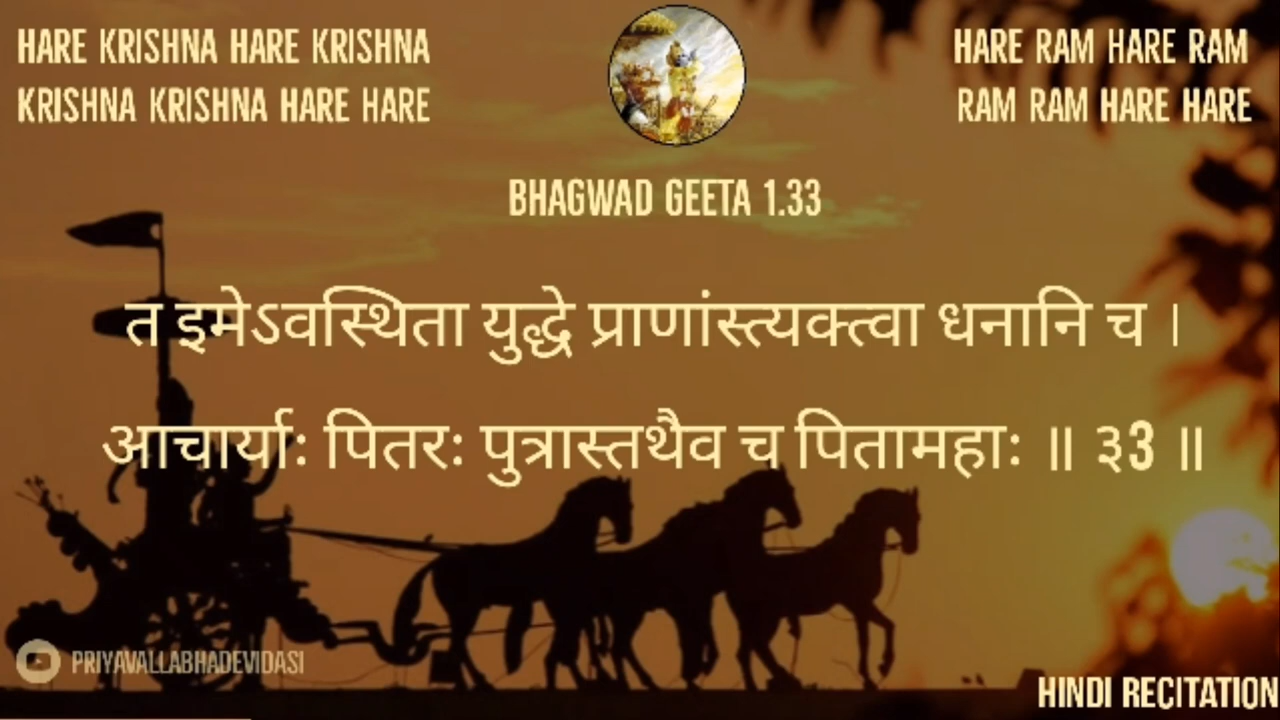 HARE KRISHNA HARE KRISHNA
KRISHNA KRISHNA HARE HARE
HARE RAM HARE RAM
RAM RAM HARE HARE
BHAGWAD GEETA 1.33
त इमेऽवस्थिता युद्धे प्राणांस्त्यक्त्वा धनानि च ।
आचार्याः पितरः पुत्रास्तथैव च पितामहाः ॥ ३3 ॥
PRIYAVALLABHADEVIDASI
HINDI RECITATION